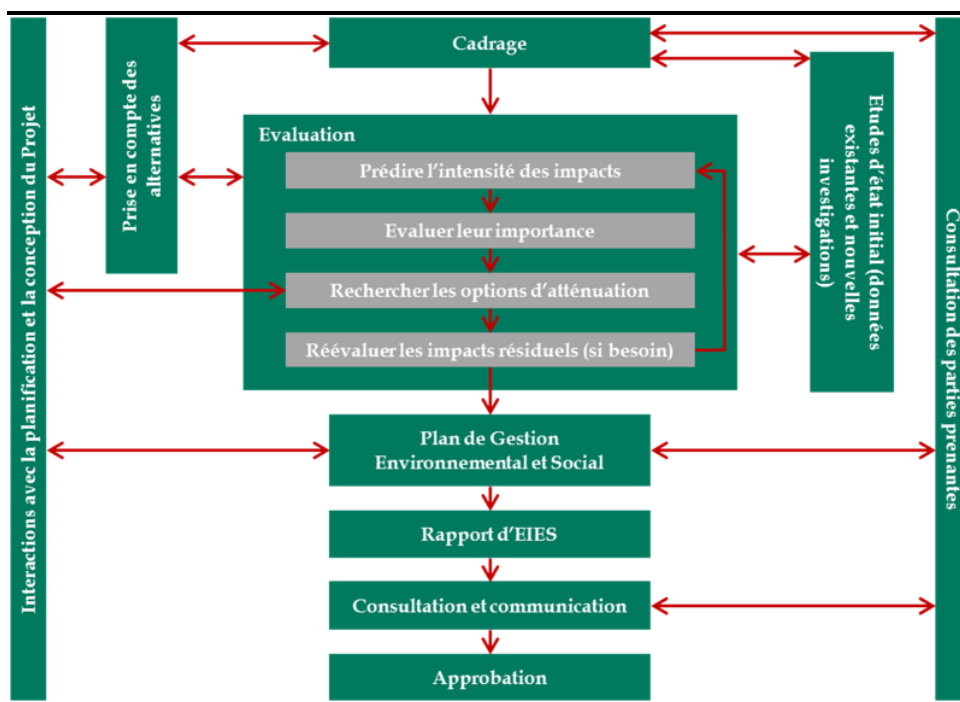 Interactions avec la planification et la conception du Projet
Prise en compte des
alternatives
Cadrage
Evaluation
Prédire l'intensité des impacts
Evaluer leur importance
Rechercher les options d'atténuation
Réévaluer les impacts résiduels (si besoin)
Plan de Gestion
Environnemental et Social
Rapport d'EIES
Consultation et communication
Approbation
Etudes d'état initial (données
existantes et nouvelles
investigations)
Consultation des parties prenantes